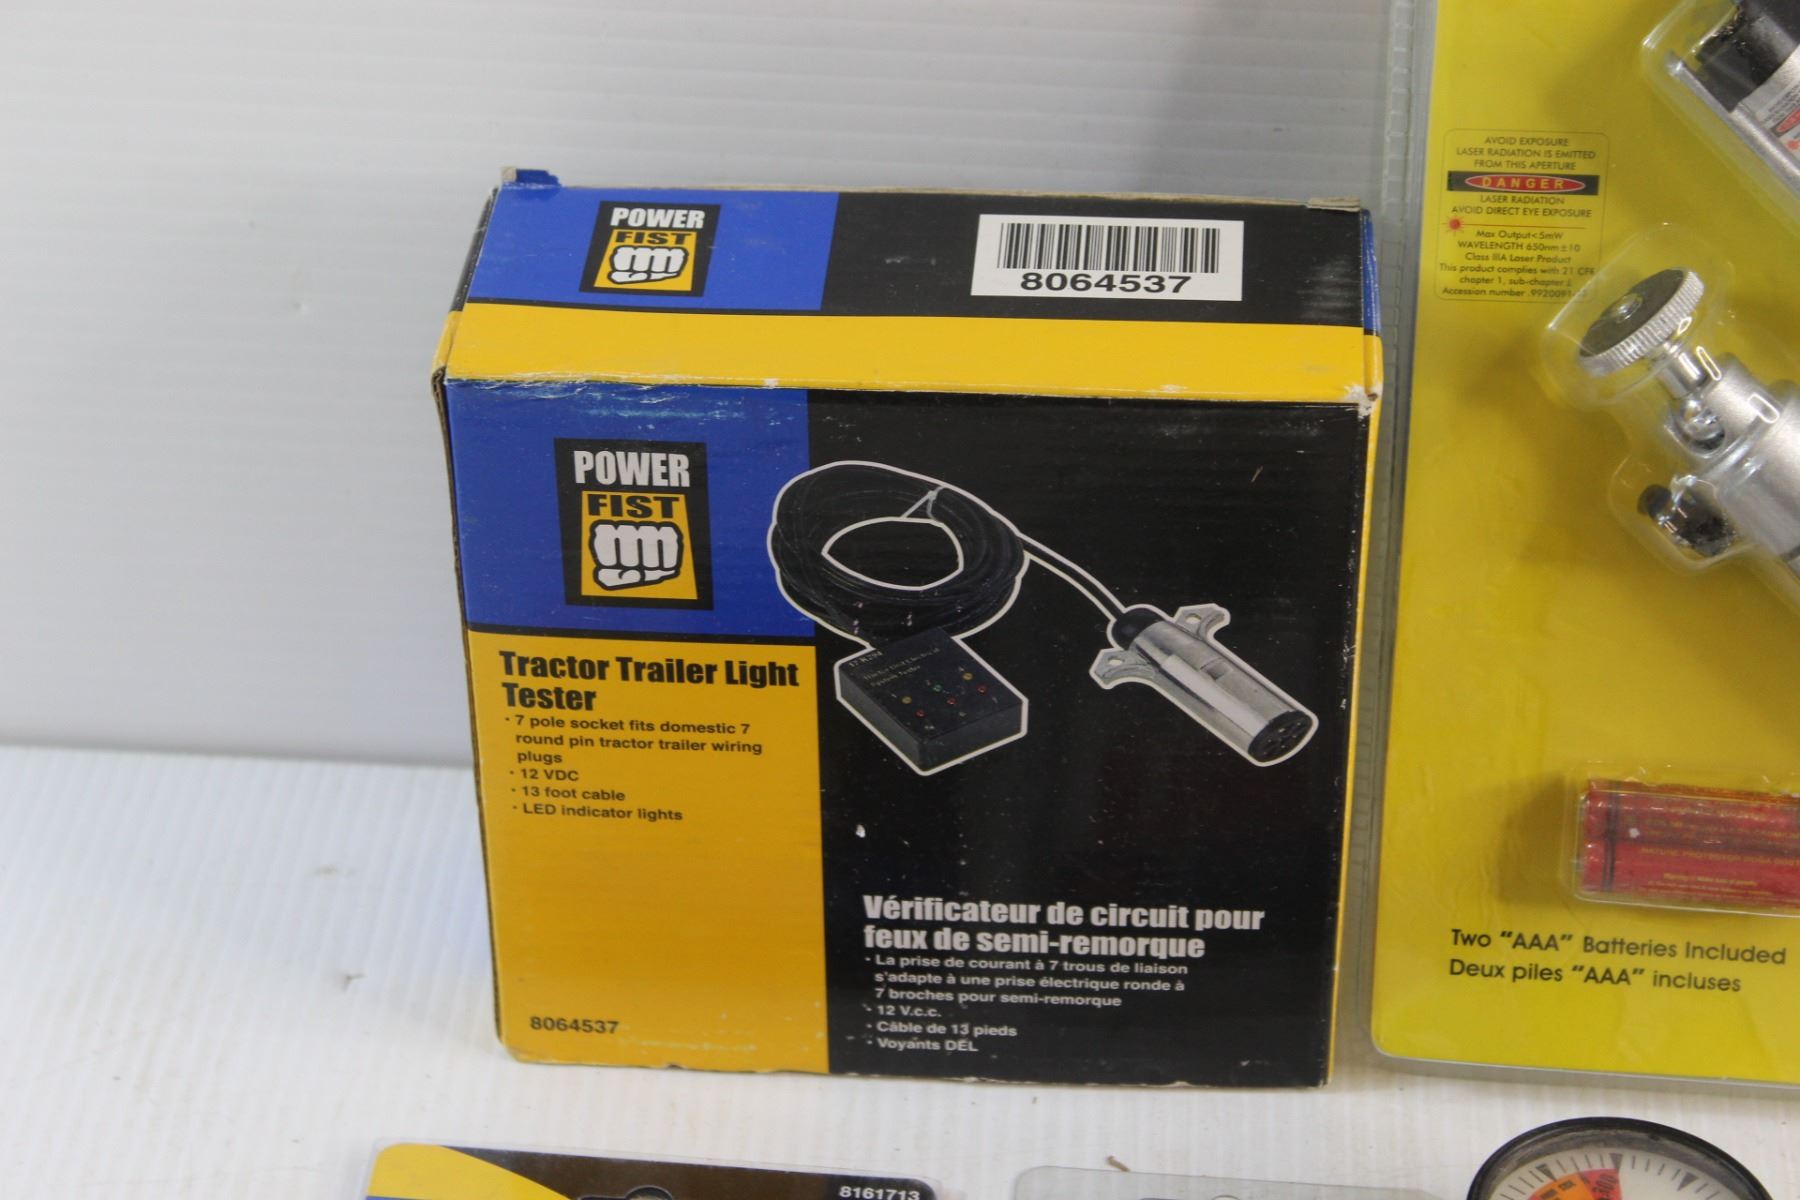 POWER
FIST
8064537
POWER
FIST
Tractor Trailer Light
Tester
· 7 pole socket fits domestic 7
round pin tractor trailer wiring
plugs
· 12 VDC
· 13 foot cable
· LED indicator lights
8064537
Vérificateur de circuit pour
feux de semi-remorque
· La prise de courant à 7 trous de liaison
s'adapte à une prise électrique ronde à
7 broches pour semi-remorque
· 12 V.c.c.
· Câble de 13 pieds
· Voyants DEL
AVOID EXPOSURE
LASER RADIATION IS EMITTED
FROM THIS APERTURE
DANGER
LASER RADIATION
AVOID DIRECT EYE EXPOSURE
Max Output<5mW
WAVELENGTH 650nm±10
Class IIIA Laser Product
This product complies with 21 CFR
chapter 1, sub-chapter
Accession number
Two "AAA" Batteries Included
Deux piles "AAA" incluses
8161713